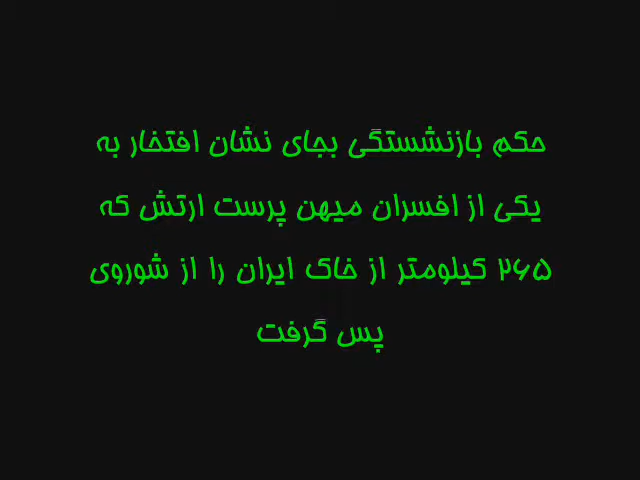 حکم بازنشستگی بجای نشان افتخار به
یکی از افسران میهن پرست ارتش که
۲۶۵ کیلومتر از خاک ایران را از شوروی
پس گرفت